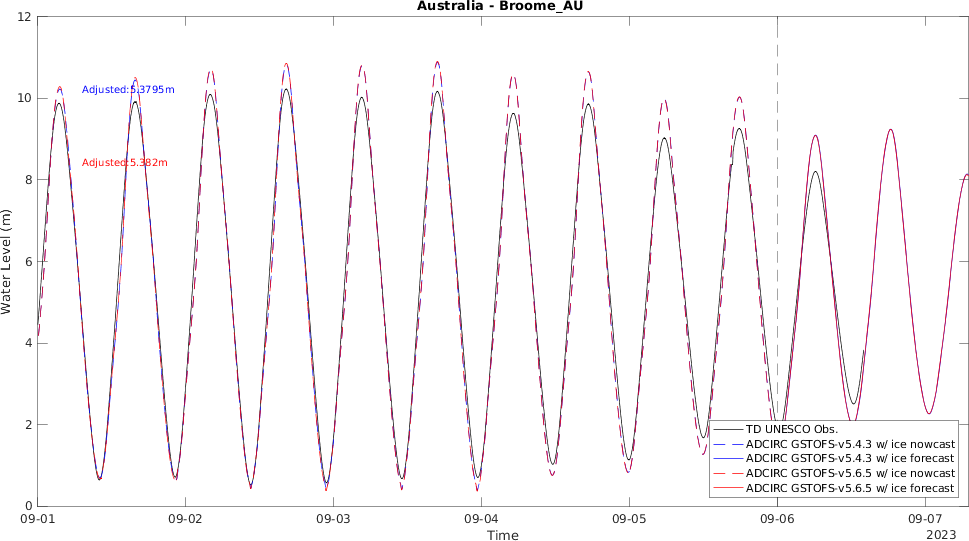 Australia - Broome_AU
12
10
8
6
4
2
0
Water Level (m)
Adjusted:5.3795m
Adjusted:5.382m
TD UNESCO Obs.
ADCIRC GSTOFS-v5.4.3 w/ ice nowcast
ADCIRC GSTOFS-v5.4.3 w/ ice forecast
ADCIRC GSTOFS-v5.6.5 w/ ice nowcast
ADCIRC GSTOFS-v5.6.5 w/ ice forecast
09-01 09-02 09-03 09-04 09-05 09-06 09-07
Time
2023